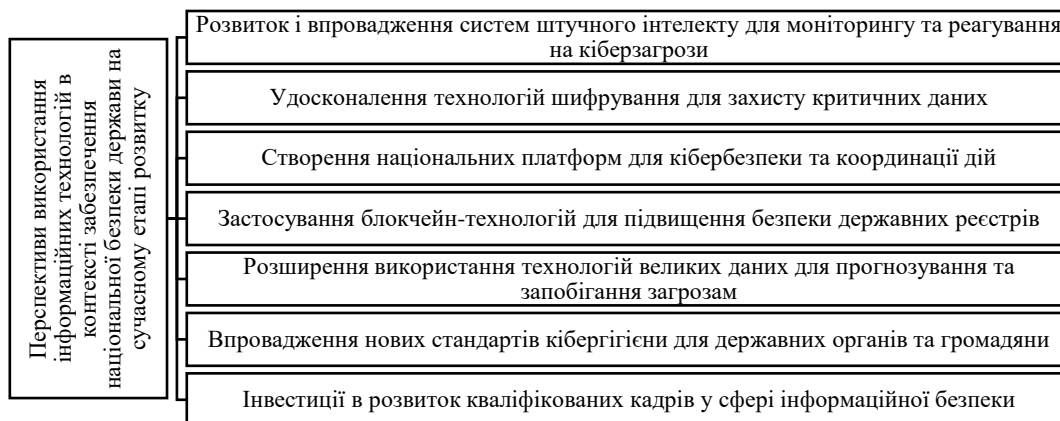 Перспективи використання
інформаційних технологій в
контексті забезпечення
національної безпеки держави на
сучасному етапі розвитку
Розвиток і впровадження систем штучного інтелекту для моніторингу та реагування
на кіберзагрози
Удосконалення технологій шифрування для захисту критичних даних
Створення національних платформ для кібербезпеки та координації дій
Застосування блокчейн-технологій для підвищення безпеки державних реєстрів
Розширення використання технологій великих даних для прогнозування та
запобігання загрозам
Впровадження нових стандартів кібергігієни для державних органів та громадяни
Інвестиції в розвиток кваліфікованих кадрів у сфері інформаційної безпеки